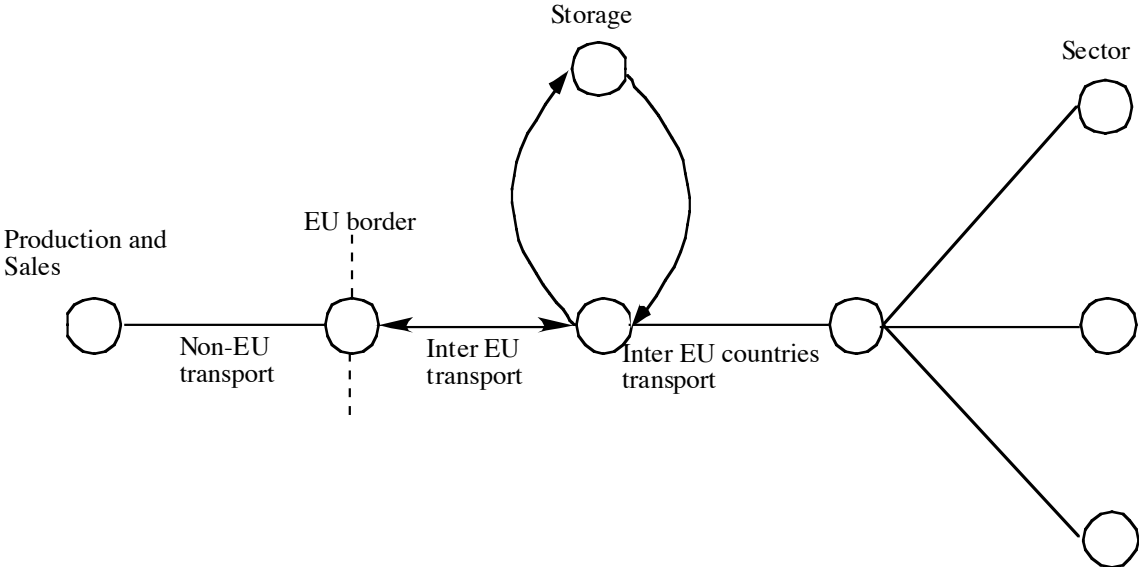 Storage
Sector
EU border
Production and
Sales
Non-EU
transport
Inter EU
transport
Inter EU countries
transport